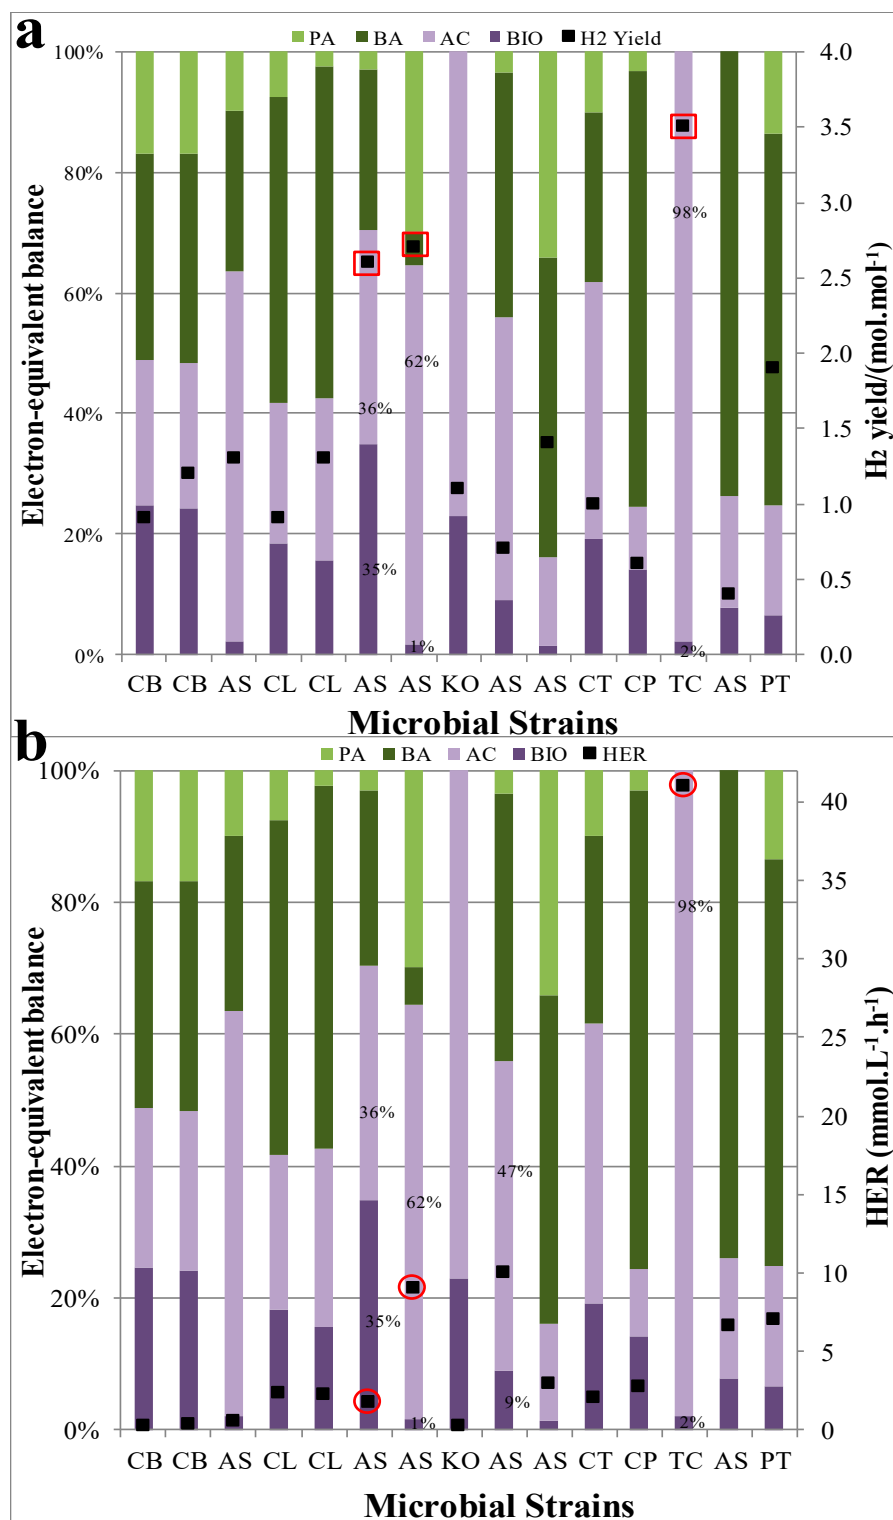 a
PA BA AC BIO H2 Yield
100% 4.0
3.5
80% 98% 3.0
2.5
60%
62% 2.0
40% 36%
1.5
1.0
20% 35%
0.5
0% 1% 2% 0.0
Electron-equivalent balance
H2 yield/(mol.mol-1)
CB CB AS CL CL AS AS KO AS AS CT CP TC AS PT
Microbial Strains
b
PA BA AC BIO HER
100%
40
80% 98% 35
30
60% 25
36% 20
40% 47%
62% 15
20% 35% 10
5
9%
0% 1% 2% 0
Electron-equivalent balance
HER (mmol.L-1.h-1)
CB CB AS CL CL AS AS KO AS AS CT CP TC AS PT
Microbial Strains